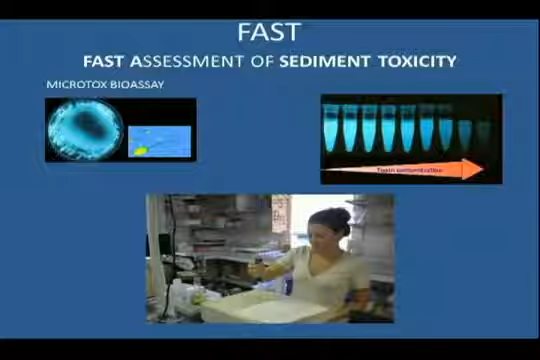 FAST
FAST ASSESSMENT OF SEDIMENT TOXICITY
MICROTOX BIOASSAY
Toxin concentration